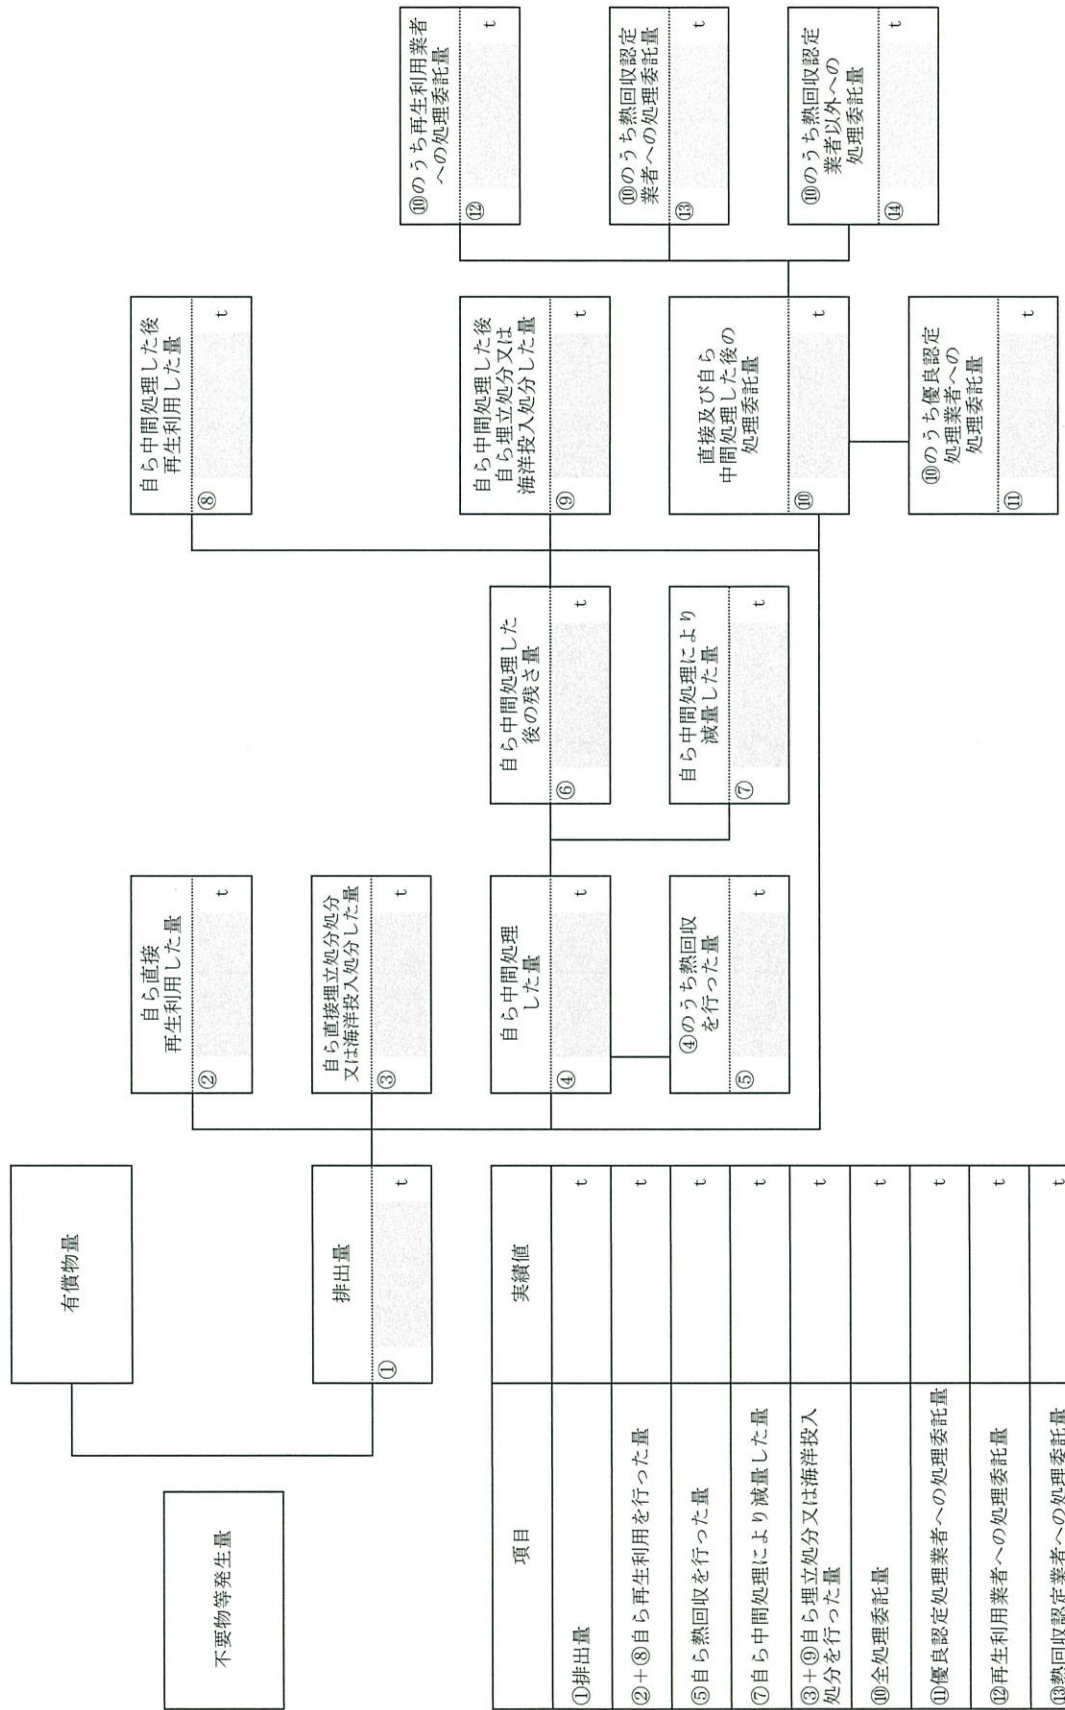 不要物等発生量
有償物量
排出量
① t
自ら直接
再生利用した量
② t
自ら直接埋立処分処分
又は海洋投入処分した量
③ t
自ら中間処理
した量
④ t
④のうち熱回収
を行った量
⑤ t
自ら中間処理した
後の残さ量
⑥ t
自ら中間処理により
減量した量
⑦ t
自ら中間処理した後
再生利用した量
⑧ t
自ら中間処理した後
自ら埋立処分又は
海洋投入処分した量
⑨ t
直接及び自ら
中間処理した後の
処理委託量
⑩ t
⑩のうち優良認定
処理業者への
処理委託量
⑪ t
⑩のうち再生利用業者
への処理委託量
⑫ t
⑩のうち熱回収認定
業者への処理委託量
⑬ t
⑩のうち熱回収認定
業者以外への
処理委託量
⑭ t
項目 実績値
①排出量 t
②+⑧自ら再生利用を行った量 t
⑤自ら熱回収を行った量 t
⑦自ら中間処理により減量した量 t
③+⑨自ら埋立処分又は海洋投入
処分を行った量 t
⑩全処理委託量 t
⑪優良認定処理業者への処理委託量 t
⑫再生利用業者への処理委託量 t
⑬熱回収認定業者への処理委託量 t